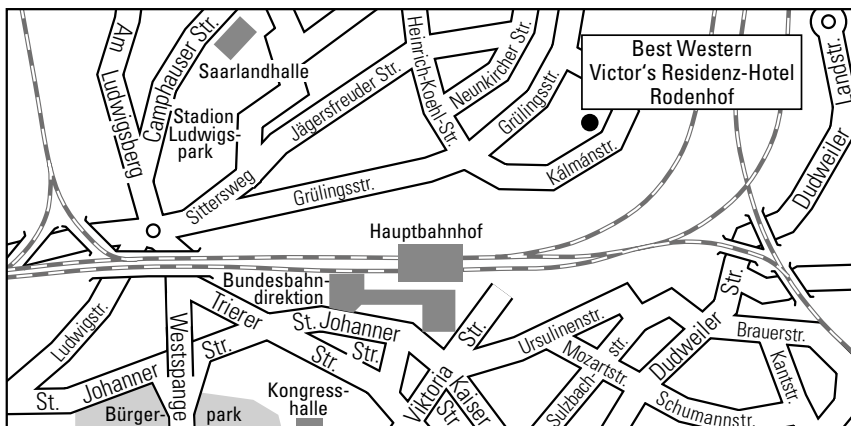 Am
Ludwigsberg
Camphauser Str.
Saarlandhalle
Stadion
Ludwigs-
park
Jägersfreuder Str.
Heinrich-Koehl-Str.
Neunkircher Str.
Grülingsstr.
Best Western
Victor's Residenz-Hotel
Rodenhof
Landstr.
Dudweiler
Kálmánstr.
Sittersweg
Grülingsstr.
Hauptbahnhof
Bundesbahn-
direktion
Ludwigstr.
Westspange
Trierer
Str.
St. Johanner
Str.
St. Johanner
Str.
Viktoria
Str.
Kaiser
Str.
Ursulinenstr.
Mozartstr.
Sulzbach-
str.
Dudweiler
Str.
Brauerstr.
Kantstr.
Schumannstr.
Bürger-
park
Kongress-
halle